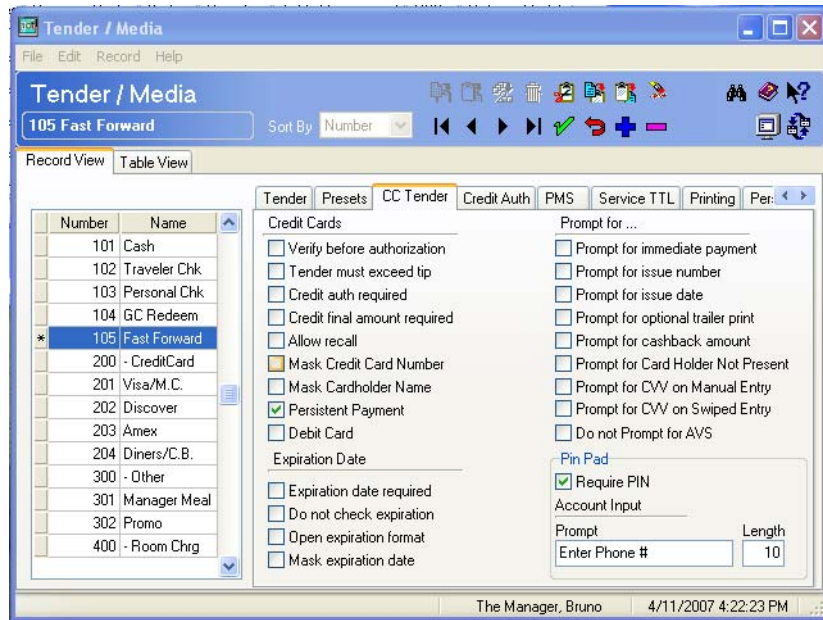 Tender / Media
File Edit Record Help
Tender / Media
105 Fast Forward
Sort By Number
Record View Table View
Tender Presets CC Tender Credit Auth PMS Service TTL Printing Per:
Number Name
101 Cash
102 Traveler Chk
103 Personal Chk
104 GC Redeem
* 105 Fast Forward
200 - CreditCard
201 Visa/M.C.
202 Discover
203 Amex
204 Diners/C.B.
300 - Other
301 Manager Meal
302 Promo
400 - Room Chrg
Credit Cards
Verify before authorization
Tender must exceed tip
Credit auth required
Credit final amount required
Allow recall
Mask Credit Card Number
Mask Cardholder Name
Persistent Payment
Debit Card
Expiration Date
Expiration date required
Do not check expiration
Open expiration format
Mask expiration date
Prompt for ...
Prompt for immediate payment
Prompt for issue number
Prompt for issue date
Prompt for optional trailer print
Prompt for cashback amount
Prompt for Card Holder Not Present
Prompt for CVV on Manual Entry
Prompt for CVV on Swiped Entry
Do not Prompt for AVS
Pin Pad
Require PIN
Account Input
Prompt Length
Enter Phone # 10
The Manager, Bruno 4/11/2007 4:22:23 PM